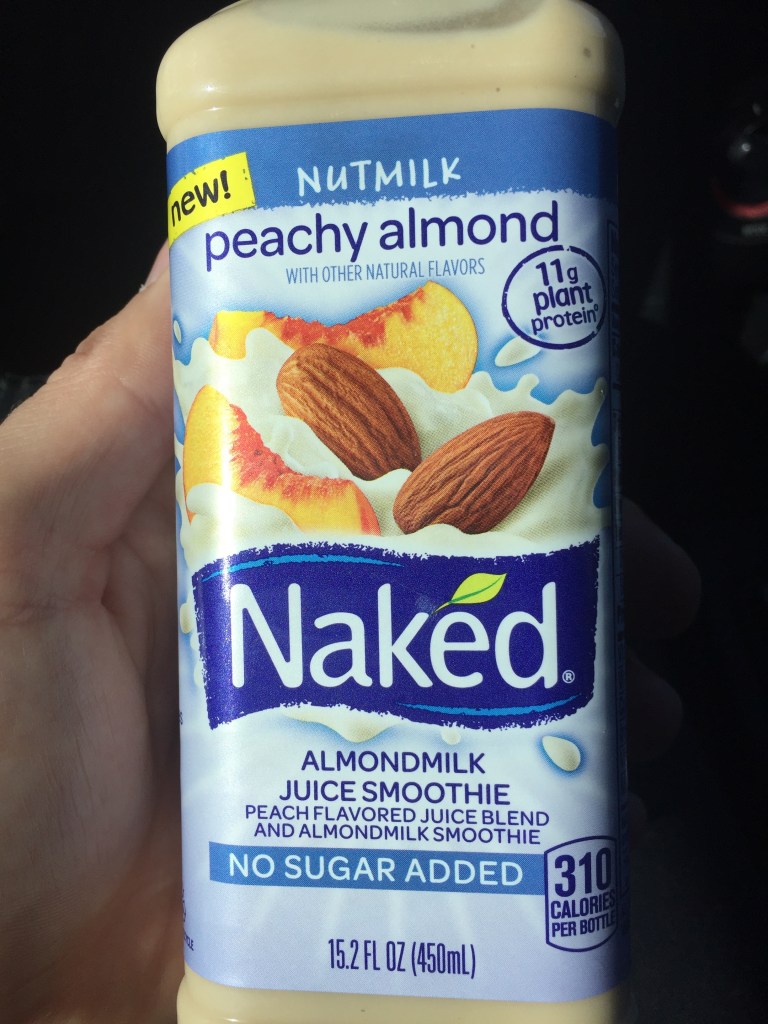 new!
NUTMILK
peachy almond
WITH OTHER NATURAL FLAVORS
11g
plant
protein
Naked®
ALMONDMILK
JUICE SMOOTHIE
PEACH FLAVORED JUICE BLEND
AND ALMONDMILK SMOOTHIE
NO SUGAR ADDED
310
CALORIES
PER BOTTLE
15.2 FL OZ (450mL)